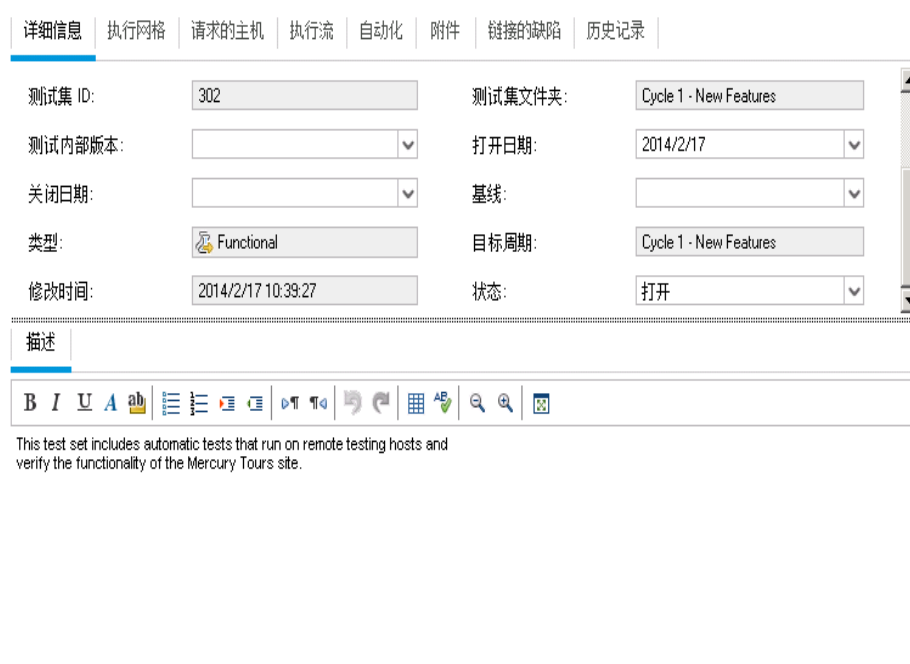 详细信息 执行网格 请求的主机 执行流 自动化 附件 链接的缺陷 历史记录
测试集 ID: 302 测试集文件夹: Cycle 1 - New Features
测试内部版本: 打开日期: 2014/2/17
关闭日期: 基线:
类型: Functional 目标周期: Cycle 1 - New Features
修改时间: 2014/2/17 10:39:27 状态: 打开
描述
B I U A ab
This test set includes automatic tests that run on remote testing hosts and
verify the functionality of the Mercury Tours site.